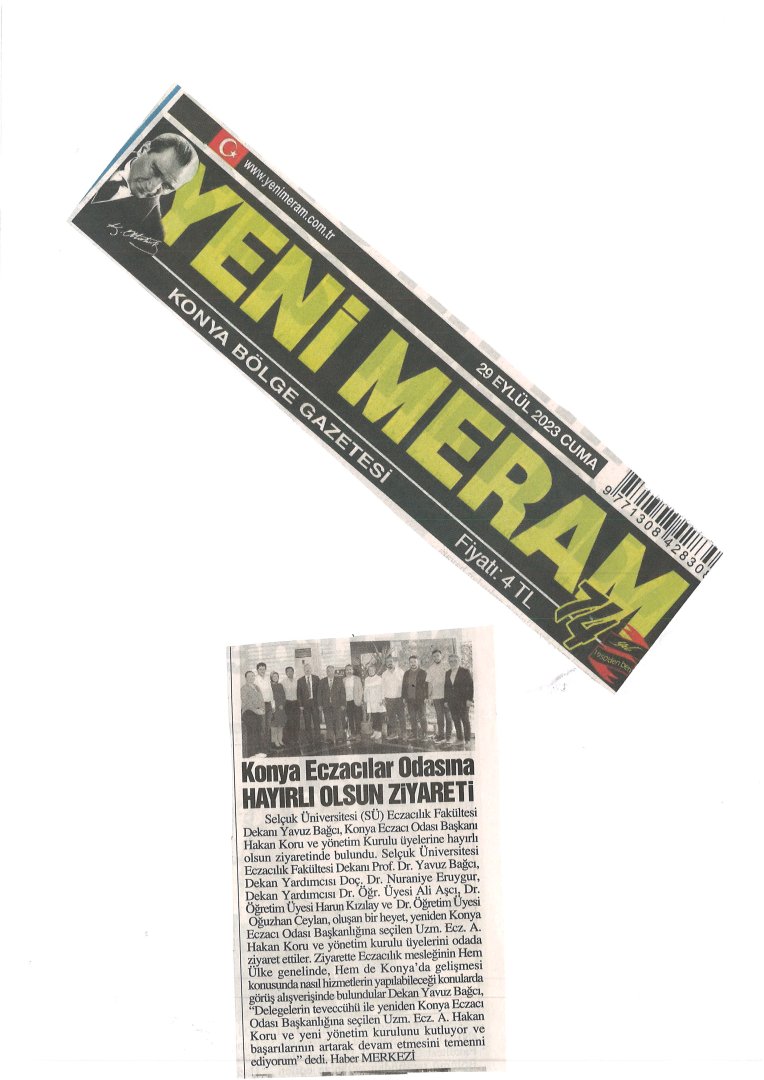 www.yenimeram.com.tr
YENİ MERAM
29 EYLÜL 2023 CUMA
KONYA BÖLGE GAZETESİ
Fiyatı: 4 TL
9 771308 42830
74
Konya Eczacılar Odasına
HAYIRLI OLSUN ZİYARETİ
Selçuk Üniversitesi (SÜ) Eczacılık Fakültesi
Dekanı Yavuz Bağcı, Konya Eczacı Odası Başkanı
Hakan Koru ve yönetim Kurulu üyelerine hayırlı
olsun ziyaretinde bulundu. Selçuk Üniversitesi
Eczacılık Fakültesi Dekanı Prof. Dr. Yavuz Bağcı,
Dekan Yardımcısı Doç. Dr. Nuraniye Eruygur,
Dekan Yardımcısı Dr. Öğr. Üyesi Ali Aşcı, Dr.
Öğretim Üyesi Harun Kızılay ve Dr. Öğretim Üyesi
Oğuzhan Ceylan, oluşan bir heyet, yeniden Konya
Eczacı Odası Başkanlığına seçilen Uzm. Ecz. A.
Hakan Koru ve yönetim kurulu üyelerini odada
ziyaret ettiler. Ziyarette Eczacılık mesleğinin Hem
Ülke genelinde, Hem de Konya'da gelişmesi
konusunda nasıl hizmetlerin yapılabileceği konularda
görüş alışverişinde bulundular Dekan Yavuz Bağcı,
"Delegelerin teveccühü ile yeniden Konya Eczacı
Odası Başkanlığına seçilen Uzm. Ecz. A. Hakan
Koru ve yeni yönetim kurulunu kutluyor ve
başarılarının artarak devam etmesini temenni
ediyorum" dedi. Haber MERKEZİ